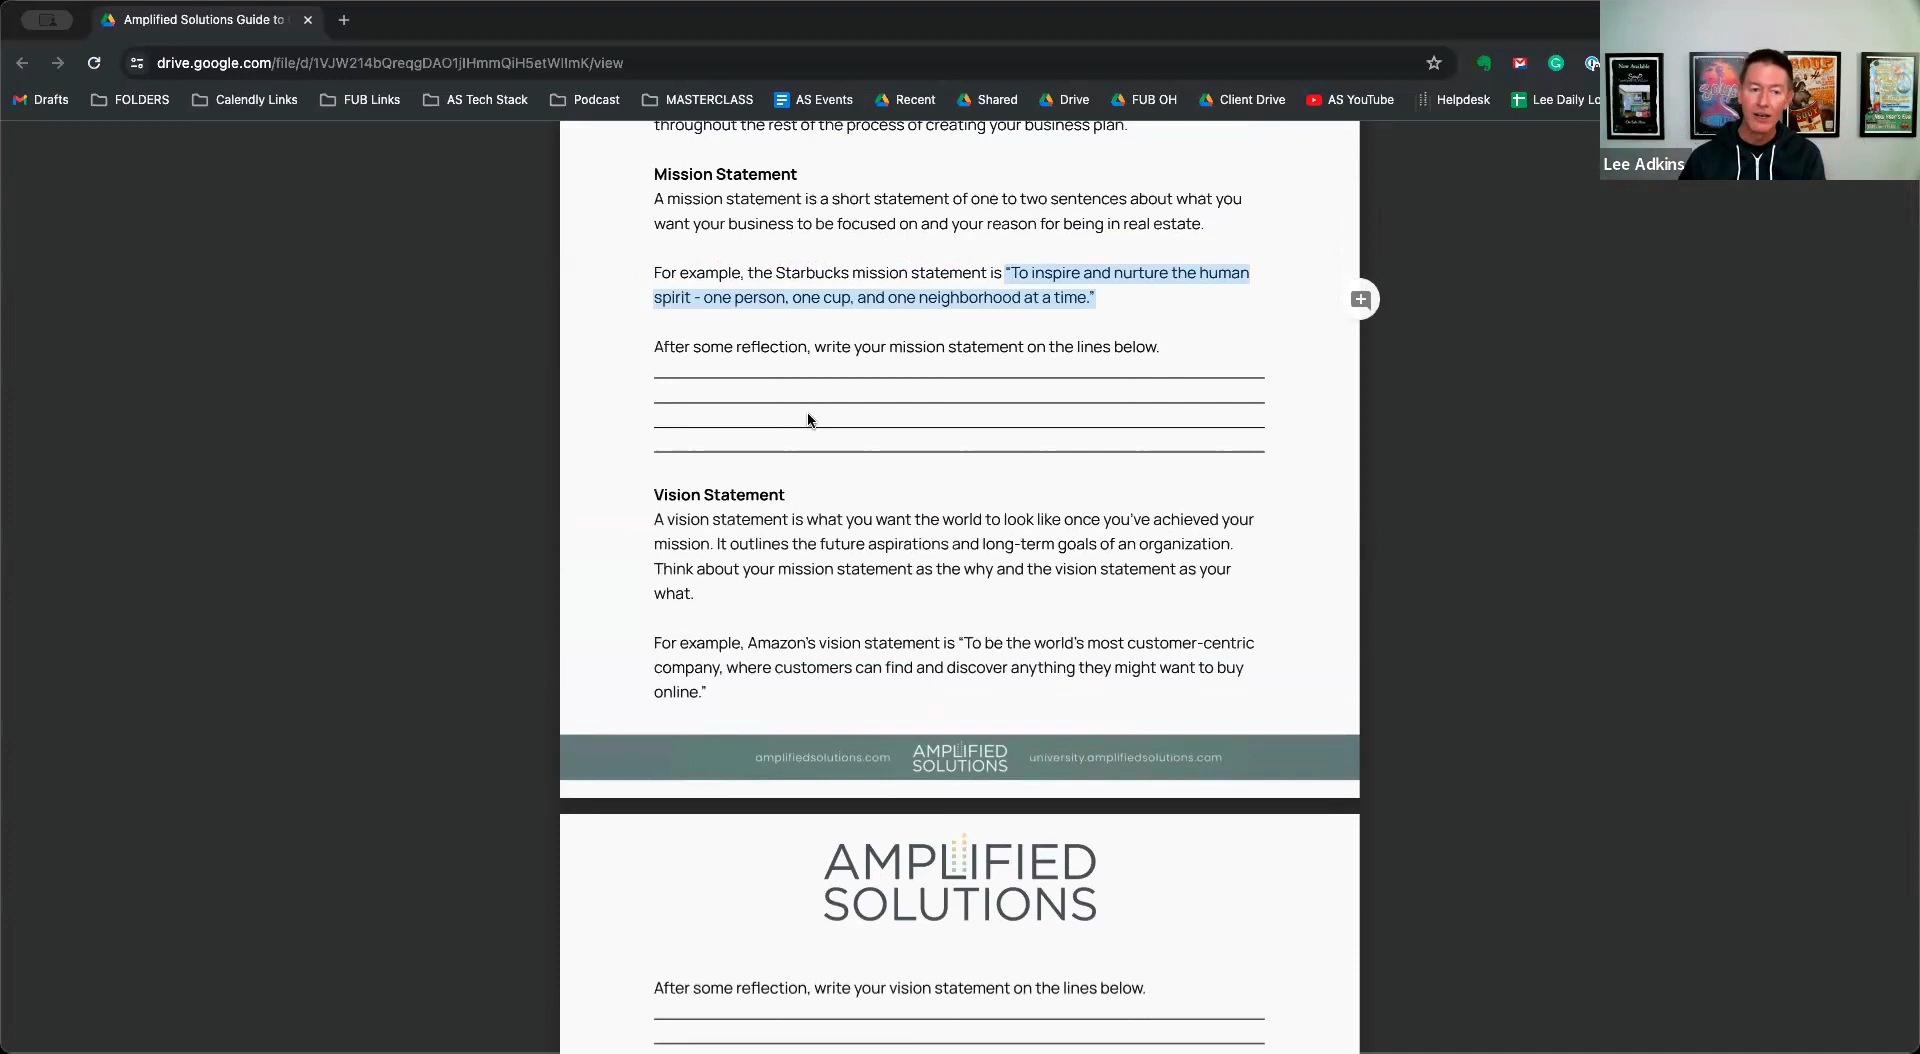 Amplified Solutions Guide to
drive.google.com/file/d/1VJW214bQreqgDAO1jIHmmQiH5etWlImK/view
Drafts FOLDERS Calendly Links FUB Links AS Tech Stack Podcast MASTERCLASS AS Events Recent Shared Drive FUB OH Client Drive AS YouTube Helpdesk Lee Daily Lo
Lee Adkins
throughout the rest of the process of creating your business plan.
Mission Statement
A mission statement is a short statement of one to two sentences about what you
want your business to be focused on and your reason for being in real estate.
For example, the Starbucks mission statement is “To inspire and nurture the human
spirit - one person, one cup, and one neighborhood at a time.”
After some reflection, write your mission statement on the lines below.
Vision Statement
A vision statement is what you want the world to look like once you’ve achieved your
mission. It outlines the future aspirations and long-term goals of an organization.
Think about your mission statement as the why and the vision statement as your
what.
For example, Amazon’s vision statement is “To be the world’s most customer-centric
company, where customers can find and discover anything they might want to buy
online.”
amplifiedsolutions.com AMPLIFIED SOLUTIONS university.amplifiedsolutions.com
AMPLIFIED
SOLUTIONS
After some reflection, write your vision statement on the lines below.